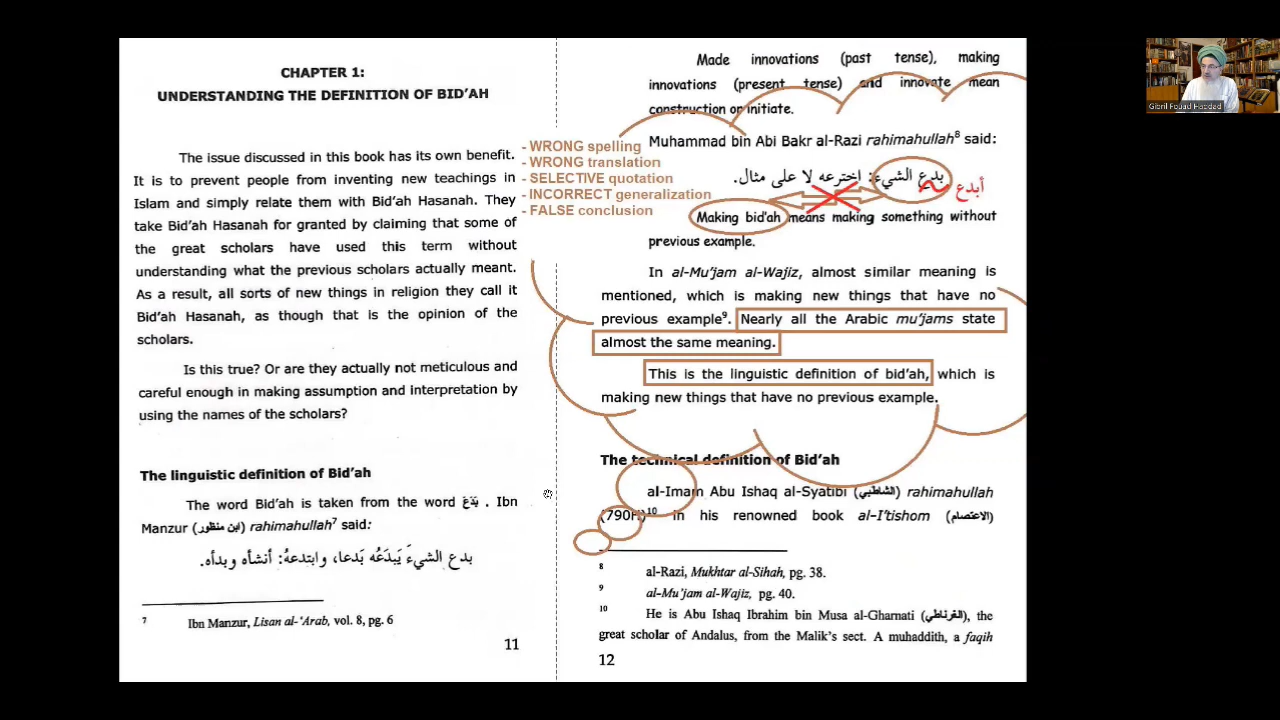 CHAPTER 1:
UNDERSTANDING THE DEFINITION OF BID'AH
The issue discussed in this book has its own benefit.
It is to prevent people from inventing new teachings in
Islam and simply relate them with Bid'ah Hasanah. They
take Bid'ah Hasanah for granted by claiming that some of
the great scholars have used this term without
understanding what the previous scholars actually meant.
As a result, all sorts of new things in religion they call it
Bid'ah Hasanah, as though that is the opinion of the
scholars.
Is this true? Or are they actually not meticulous and
careful enough in making assumption and interpretation by
using the names of the scholars?
The linguistic definition of Bid'ah
The word Bid'ah is taken from the word بَدَعَ . Ibn
Manzur (ابن منظور) rahimahullah⁷ said:
بدع الشيءَ يَبدَعُه بَدعا، وابتدعهُ: أنشأه وبدأه.
7 Ibn Manzur, Lisan al-'Arab, vol. 8, pg. 6
11
Made innovations (past tense), making
innovations (present tense) and innovate mean
construction or initiate.
Muhammad bin Abi Bakr al-Razi rahimahullah⁸ said:
- WRONG spelling
- WRONG translation
- SELECTIVE quotation
- INCORRECT generalization
- FALSE conclusion
بدع الشيء: اخترعه لا على مثال.
أبدع
Making bid'ah means making something without
previous example.
In al-Mu'jam al-Wajiz, almost similar meaning is
mentioned, which is making new things that have no
previous example⁹. Nearly all the Arabic mu'jams state
almost the same meaning.
This is the linguistic definition of bid'ah, which is
making new things that have no previous example.
The technical definition of Bid'ah
al-Imam Abu Ishaq al-Syatibi (الشاطبي) rahimahullah
(790H)¹⁰ in his renowned book al-I'tishom (الاعتصام)
8 al-Razi, Mukhtar al-Sihah, pg. 38.
9 al-Mu'jam al-Wajiz, pg. 40.
10 He is Abu Ishaq Ibrahim bin Musa al-Gharnati (الغرناطي), the
great scholar of Andalus, from the Malik's sect. A muhaddith, a faqih
12
Gibril Fouad Haddad